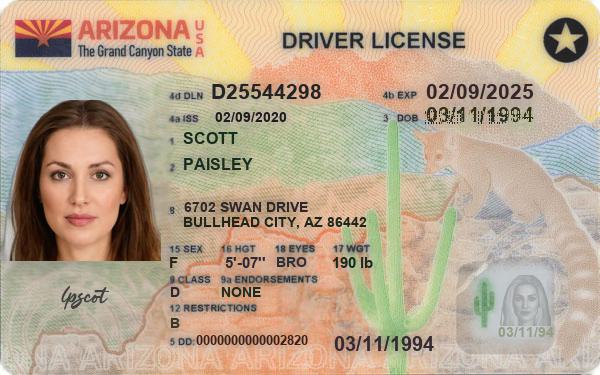 ARIZONA USA
The Grand Canyon State
DRIVER LICENSE
4d DLN D25544298
4b EXP 02/09/2025
4a ISS 02/09/2020
3 DOB 03/11/1994
1 SCOTT
2 PAISLEY
8 6702 SWAN DRIVE
BULLHEAD CITY, AZ 86442
15 SEX 16 HGT 18 EYES 17 WGT
F 5'-07" BRO 190 lb
9 CLASS 9a ENDORSEMENTS
D NONE
12 RESTRICTIONS
B
5 DD: 0000000000002820
03/11/1994
03/11/94
ARIZONA ARIZONA ARIZONA ARIZONA